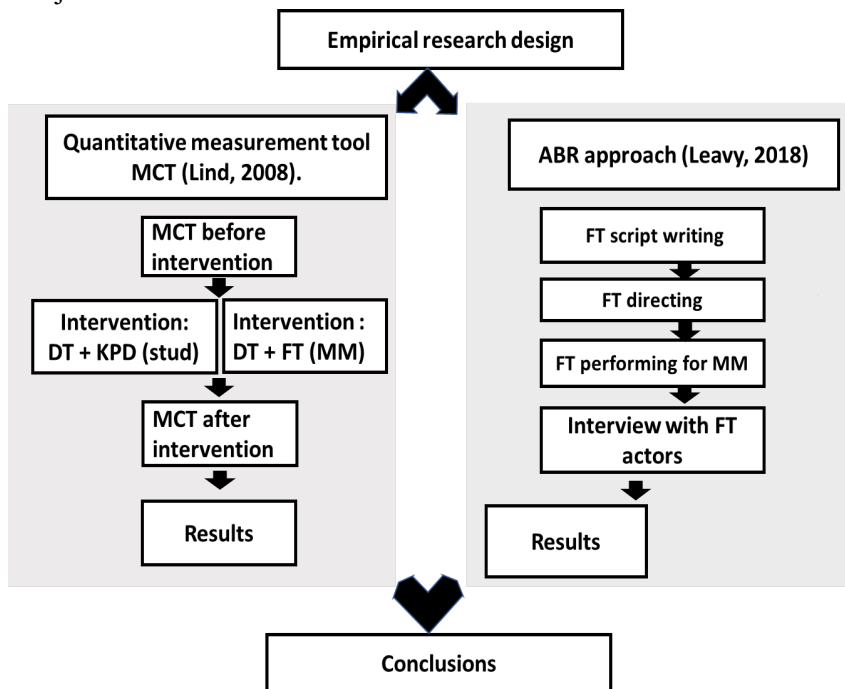 Empirical research design
Quantitative measurement tool
MCT (Lind, 2008).
MCT before
intervention
Intervention:
DT + KPD (stud)
Intervention :
DT + FT (MM)
MCT after
intervention
Results
ABR approach (Leavy, 2018)
FT script writing
FT directing
FT performing for MM
Interview with FT
actors
Results
Conclusions